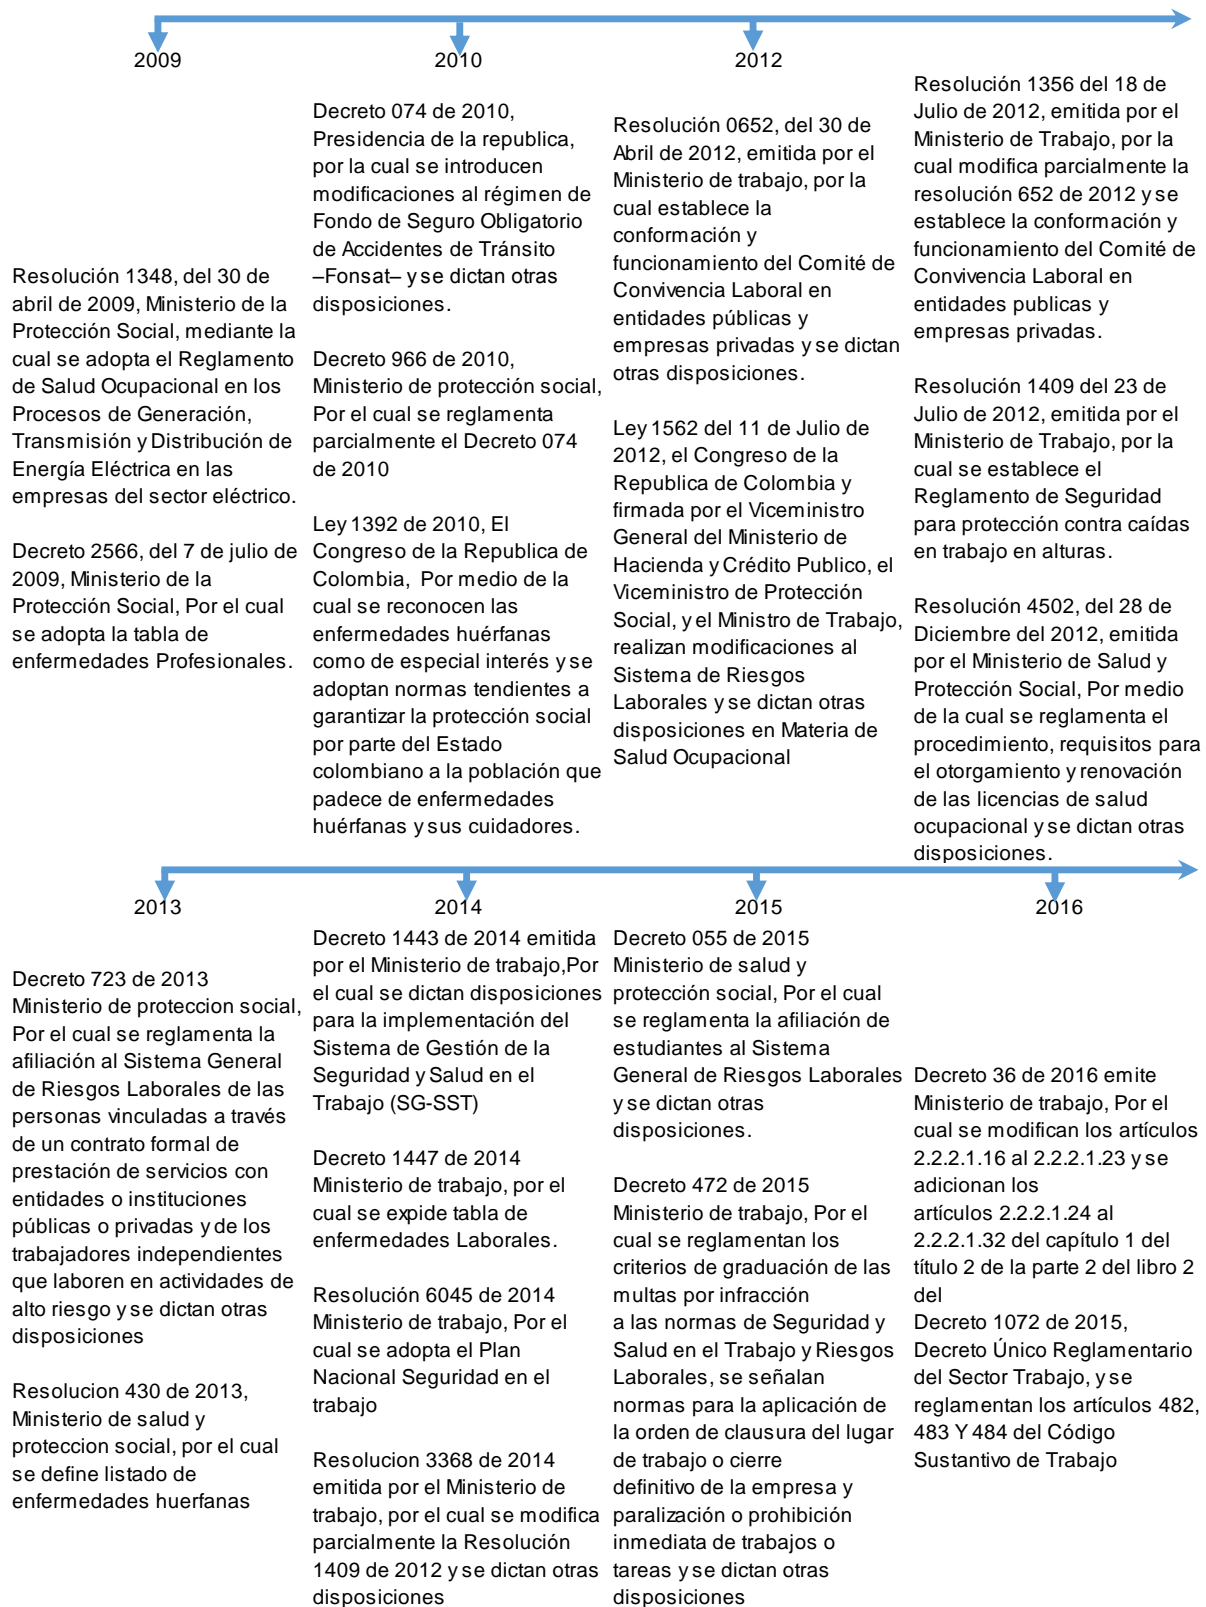 2009
2010
2012
Resolución 1348, del 30 de
abril de 2009, Ministerio de la
Protección Social, mediante la
cual se adopta el Reglamento
de Salud Ocupacional en los
Procesos de Generación,
Transmisión y Distribución de
Energía Eléctrica en las
empresas del sector eléctrico.
Decreto 2566, del 7 de julio de
2009, Ministerio de la
Protección Social, Por el cual
se adopta la tabla de
enfermedades Profesionales.
Decreto 074 de 2010,
Presidencia de la republica,
por la cual se introducen
modificaciones al régimen de
Fondo de Seguro Obligatorio
de Accidentes de Tránsito
–Fonsat– y se dictan otras
disposiciones.
Decreto 966 de 2010,
Ministerio de protección social,
Por el cual se reglamenta
parcialmente el Decreto 074
de 2010
Ley 1392 de 2010, El
Congreso de la Republica de
Colombia, Por medio de la
cual se reconocen las
enfermedades huérfanas
como de especial interés y se
adoptan normas tendientes a
garantizar la protección social
por parte del Estado
colombiano a la población que
padece de enfermedades
huérfanas y sus cuidadores.
Resolución 0652, del 30 de
Abril de 2012, emitida por el
Ministerio de trabajo, por la
cual establece la
conformación y
funcionamiento del Comité de
Convivencia Laboral en
entidades públicas y
empresas privadas y se dictan
otras disposiciones.
Ley 1562 del 11 de Julio de
2012, el Congreso de la
Republica de Colombia y
firmada por el Viceministro
General del Ministerio de
Hacienda y Crédito Publico, el
Viceministro de Protección
Social, y el Ministro de Trabajo,
realizan modificaciones al
Sistema de Riesgos
Laborales y se dictan otras
disposiciones en Materia de
Salud Ocupacional
Resolución 1356 del 18 de
Julio de 2012, emitida por el
Ministerio de Trabajo, por la
cual modifica parcialmente la
resolución 652 de 2012 y se
establece la conformación y
funcionamiento del Comité de
Convivencia Laboral en
entidades publicas y
empresas privadas.
Resolución 1409 del 23 de
Julio de 2012, emitida por el
Ministerio de Trabajo, por la
cual se establece el
Reglamento de Seguridad
para protección contra caídas
en trabajo en alturas.
Resolución 4502, del 28 de
Diciembre del 2012, emitida
por el Ministerio de Salud y
Protección Social, Por medio
de la cual se reglamenta el
procedimiento, requisitos para
el otorgamiento y renovación
de las licencias de salud
ocupacional y se dictan otras
disposiciones.
2013
2014
2015
2016
Decreto 723 de 2013
Ministerio de proteccion social,
Por el cual se reglamenta la
afiliación al Sistema General
de Riesgos Laborales de las
personas vinculadas a través
de un contrato formal de
prestación de servicios con
entidades o instituciones
públicas o privadas y de los
trabajadores independientes
que laboren en actividades de
alto riesgo y se dictan otras
disposiciones
Resolucion 430 de 2013,
Ministerio de salud y
proteccion social, por el cual
se define listado de
enfermedades huerfanas
Decreto 1443 de 2014 emitida
por el Ministerio de trabajo,Por
el cual se dictan disposiciones
para la implementación del
Sistema de Gestión de la
Seguridad y Salud en el
Trabajo (SG-SST)
Decreto 1447 de 2014
Ministerio de trabajo, por el
cual se expide tabla de
enfermedades Laborales.
Resolución 6045 de 2014
Ministerio de trabajo, Por el
cual se adopta el Plan
Nacional Seguridad en el
trabajo
Resolucion 3368 de 2014
emitida por el Ministerio de
trabajo, por el cual se modifica
parcialmente la Resolución
1409 de 2012 y se dictan otras
disposiciones
Decreto 055 de 2015
Ministerio de salud y
protección social, Por el cual
se reglamenta la afiliación de
estudiantes al Sistema
General de Riesgos Laborales
y se dictan otras
disposiciones.
Decreto 472 de 2015
Ministerio de trabajo, Por el
cual se reglamentan los
criterios de graduación de las
multas por infracción
a las normas de Seguridad y
Salud en el Trabajo y Riesgos
Laborales, se señalan
normas para la aplicación de
la orden de clausura del lugar
de trabajo o cierre
definitivo de la empresa y
paralización o prohibición
inmediata de trabajos o
tareas y se dictan otras
disposiciones
Decreto 36 de 2016 emite
Ministerio de trabajo, Por el
cual se modifican los artículos
2.2.2.1.16 al 2.2.2.1.23 y se
adicionan los
artículos 2.2.2.1.24 al
2.2.2.1.32 del capítulo 1 del
título 2 de la parte 2 del libro 2
del
Decreto 1072 de 2015,
Decreto Único Reglamentario
del Sector Trabajo, y se
reglamentan los artículos 482,
483 Y 484 del Código
Sustantivo de Trabajo